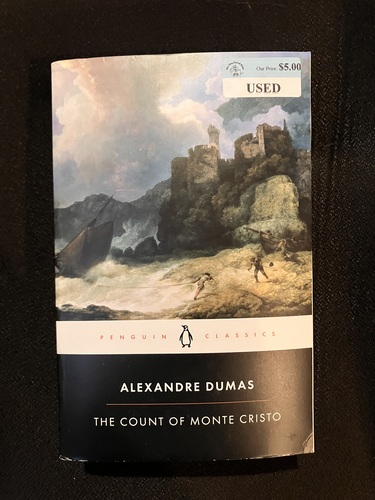 Our Price: $5.00
USED
PENGUIN CLASSICS
ALEXANDRE DUMAS
THE COUNT OF MONTE CRISTO